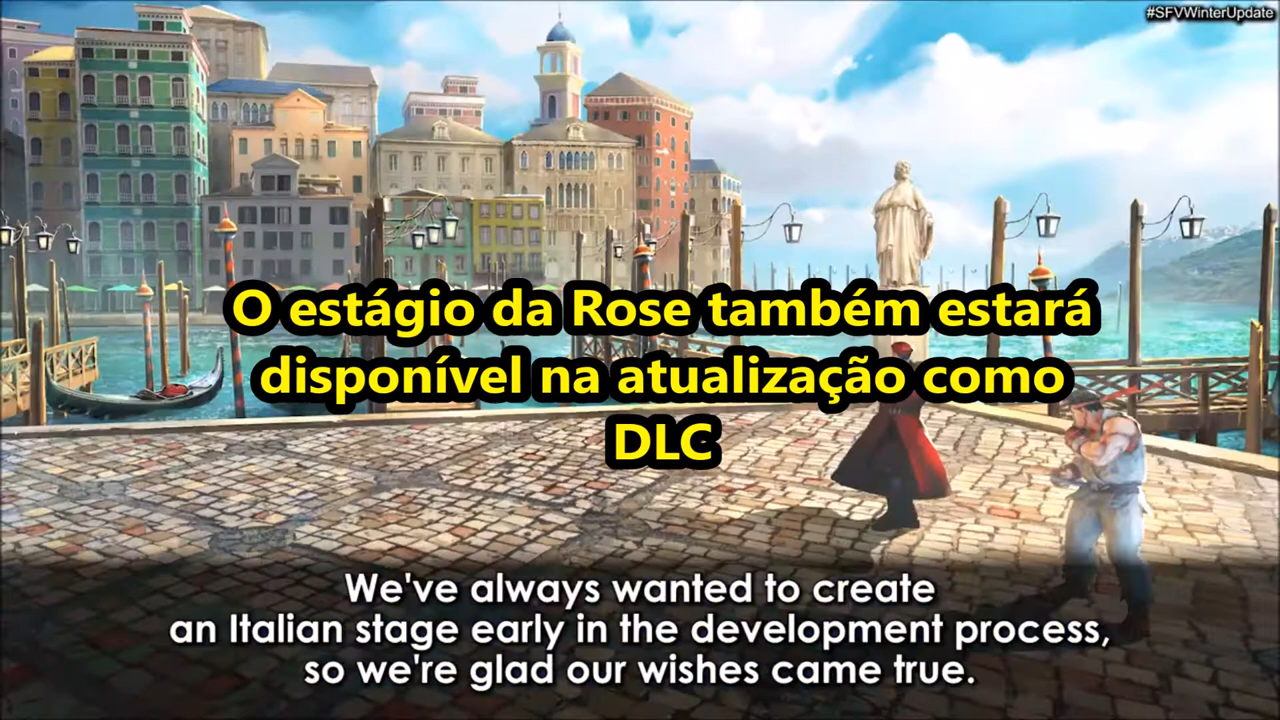 #SFVWinterUpdate
O estágio da Rose também estará
disponível na atualização como
DLC
We've always wanted to create
an Italian stage early in the development process,
so we're glad our wishes came true.